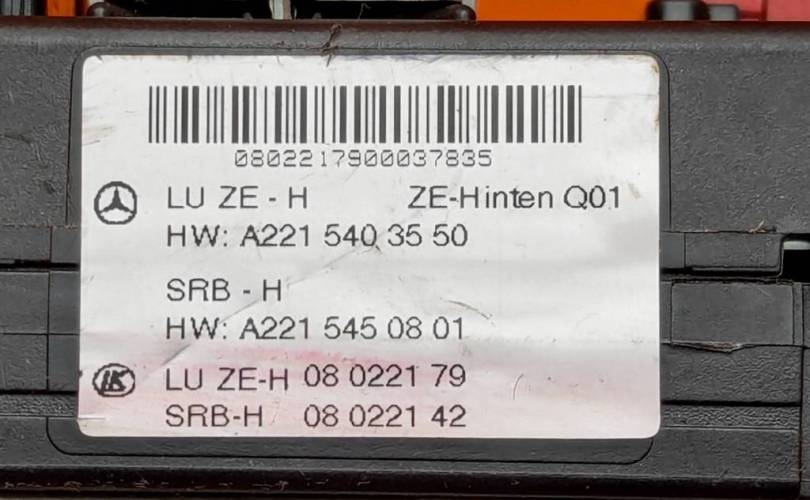 0802217900037835
LU ZE - H ZE-Hinten Q01
HW: A221 540 35 50
SRB - H
HW: A221 545 08 01
LK LU ZE-H 08 0221 79
SRB-H 08 0221 42